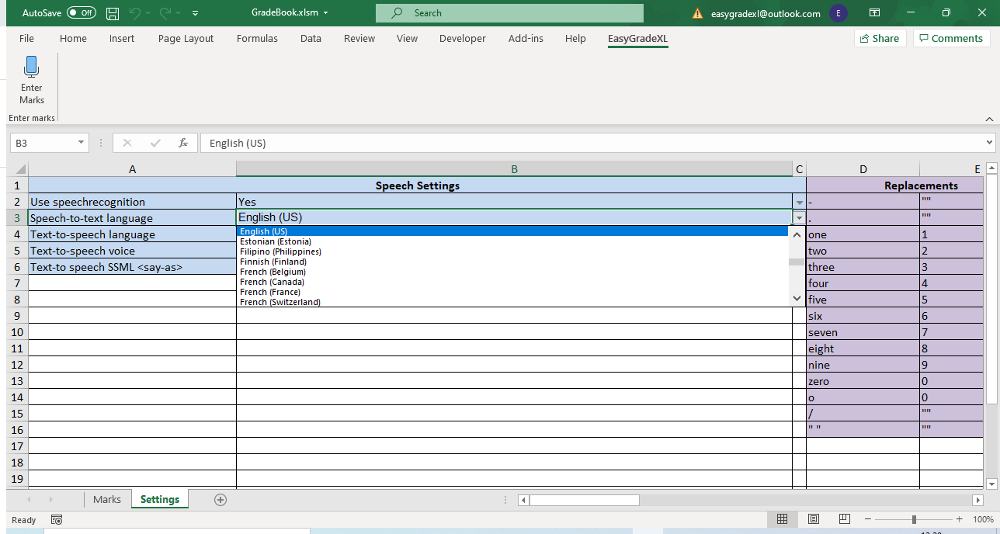 AutoSave Off GradeBook.xlsm Search easygradexl@outlook.com E
File Home Insert Page Layout Formulas Data Review View Developer Add-ins Help EasyGradeXL Share Comments
Enter
Marks
Enter marks
B3 fx English (US)
A B C D E
1 Speech Settings Replacements
2 Use speechrecognition Yes - ""
3 Speech-to-text language English (US) . ""
4 Text-to-speech language one 1
5 Text-to-speech voice two 2
6 Text-to speech SSML <say-as> three 3
7 four 4
8 five 5
English (US)
Estonian (Estonia)
Filipino (Philippines)
Finnish (Finland)
French (Belgium)
French (Canada)
French (France)
French (Switzerland)
9 six 6
10 seven 7
11 eight 8
12 nine 9
13 zero 0
14 o 0
15 / ""
16 " " ""
17
18
19
Marks Settings
Ready 100%